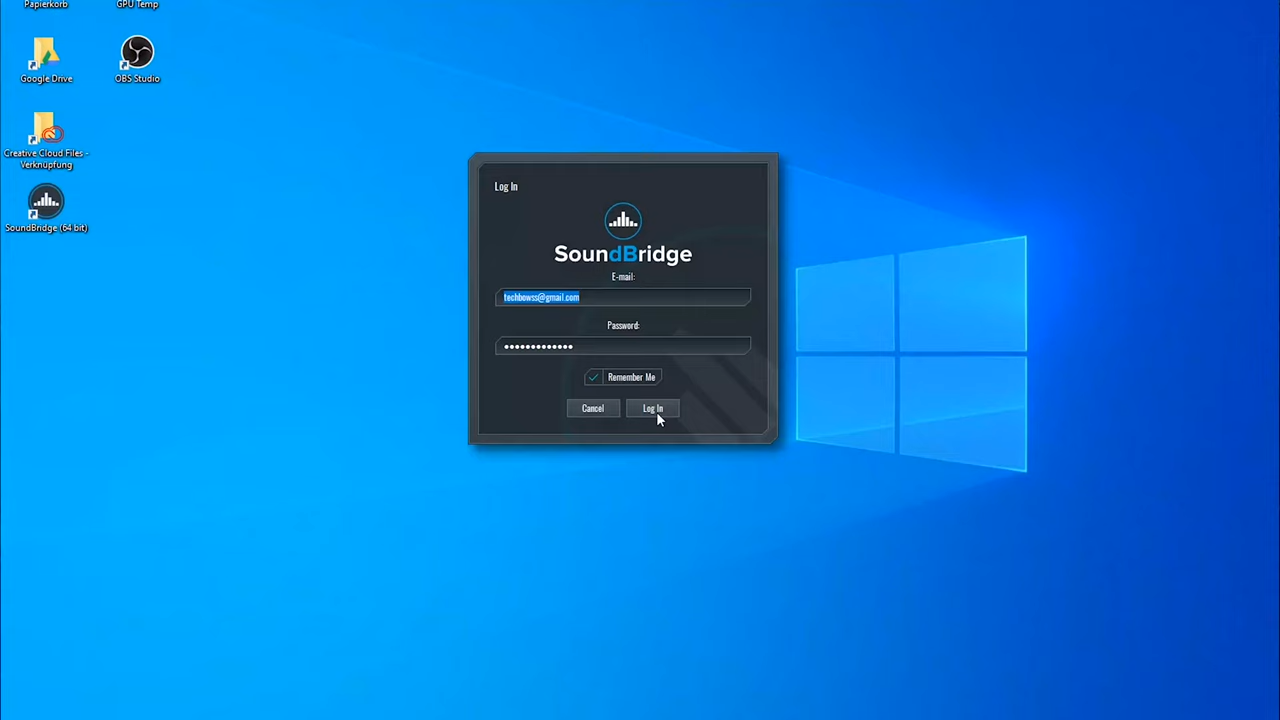 Papierkorb
GPU Temp
Google Drive
OBS Studio
Creative Cloud Files -
Verknüpfung
SoundBridge (64 bit)
Log In
SoundBridge
E-mail:
techbowss@gmail.com
Password:
•••••••••••••
Remember Me
Cancel
Log In